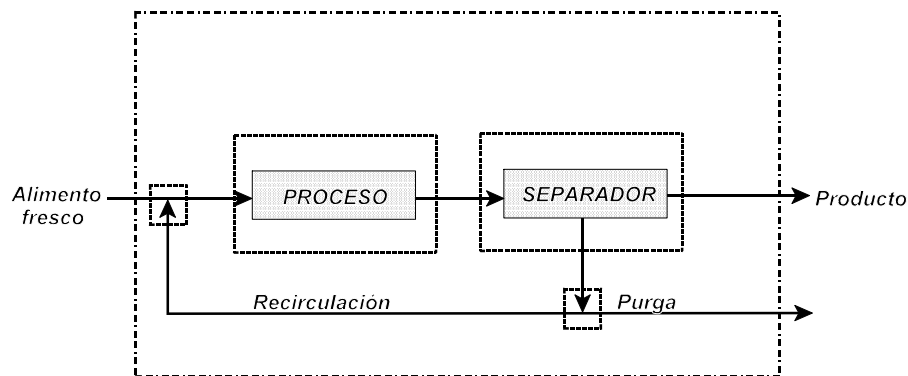 Alimento
fresco
PROCESO
SEPARADOR
Producto
Recirculación
Purga